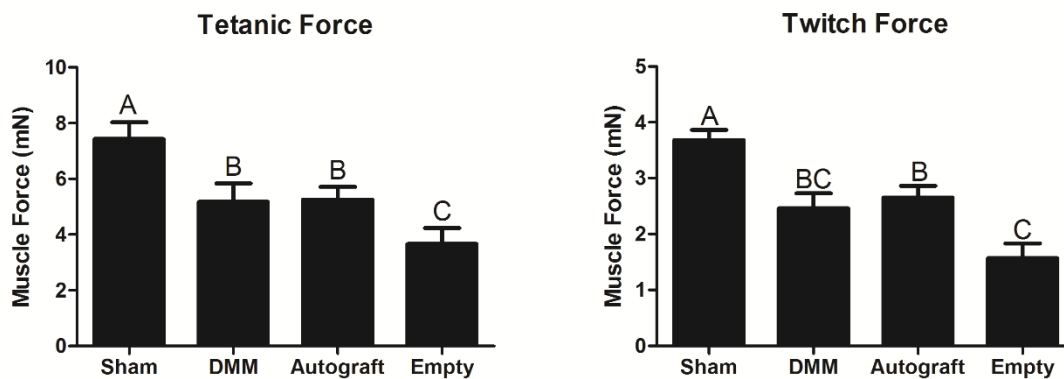 Tetanic Force
Muscle Force (mN)
10
8
6
4
2
0
A
B
B
C
Sham DMM Autograft Empty
Twitch Force
Muscle Force (mN)
5
4
3
2
1
0
A
BC
B
C
Sham DMM Autograft Empty